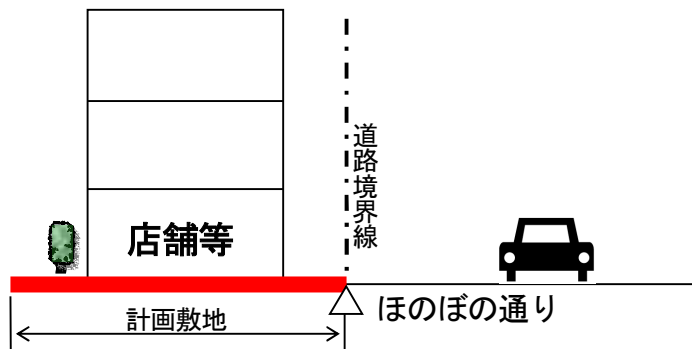 道路境界線
店舗等
ほのぼの通り
計画敷地